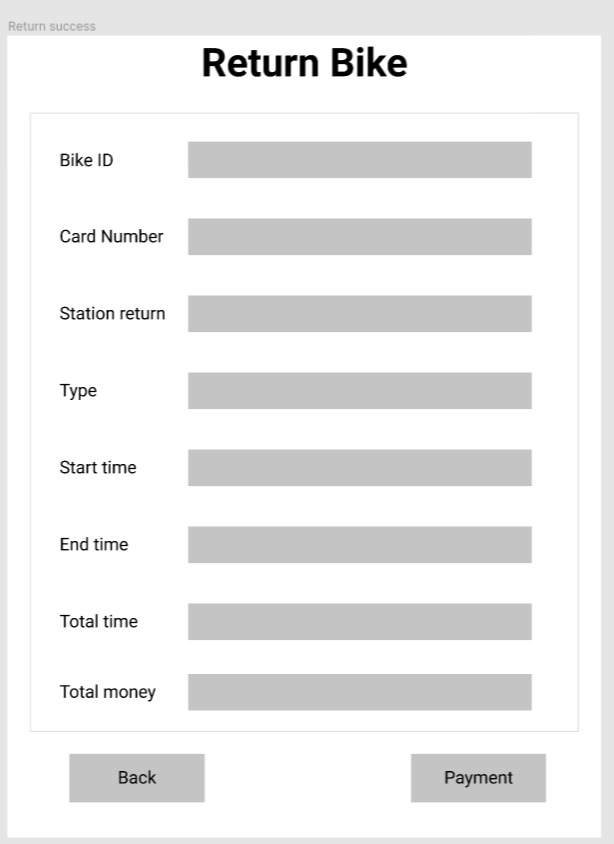 Return success
Return Bike
Bike ID
Card Number
Station return
Type
Start time
End time
Total time
Total money
Back
Payment